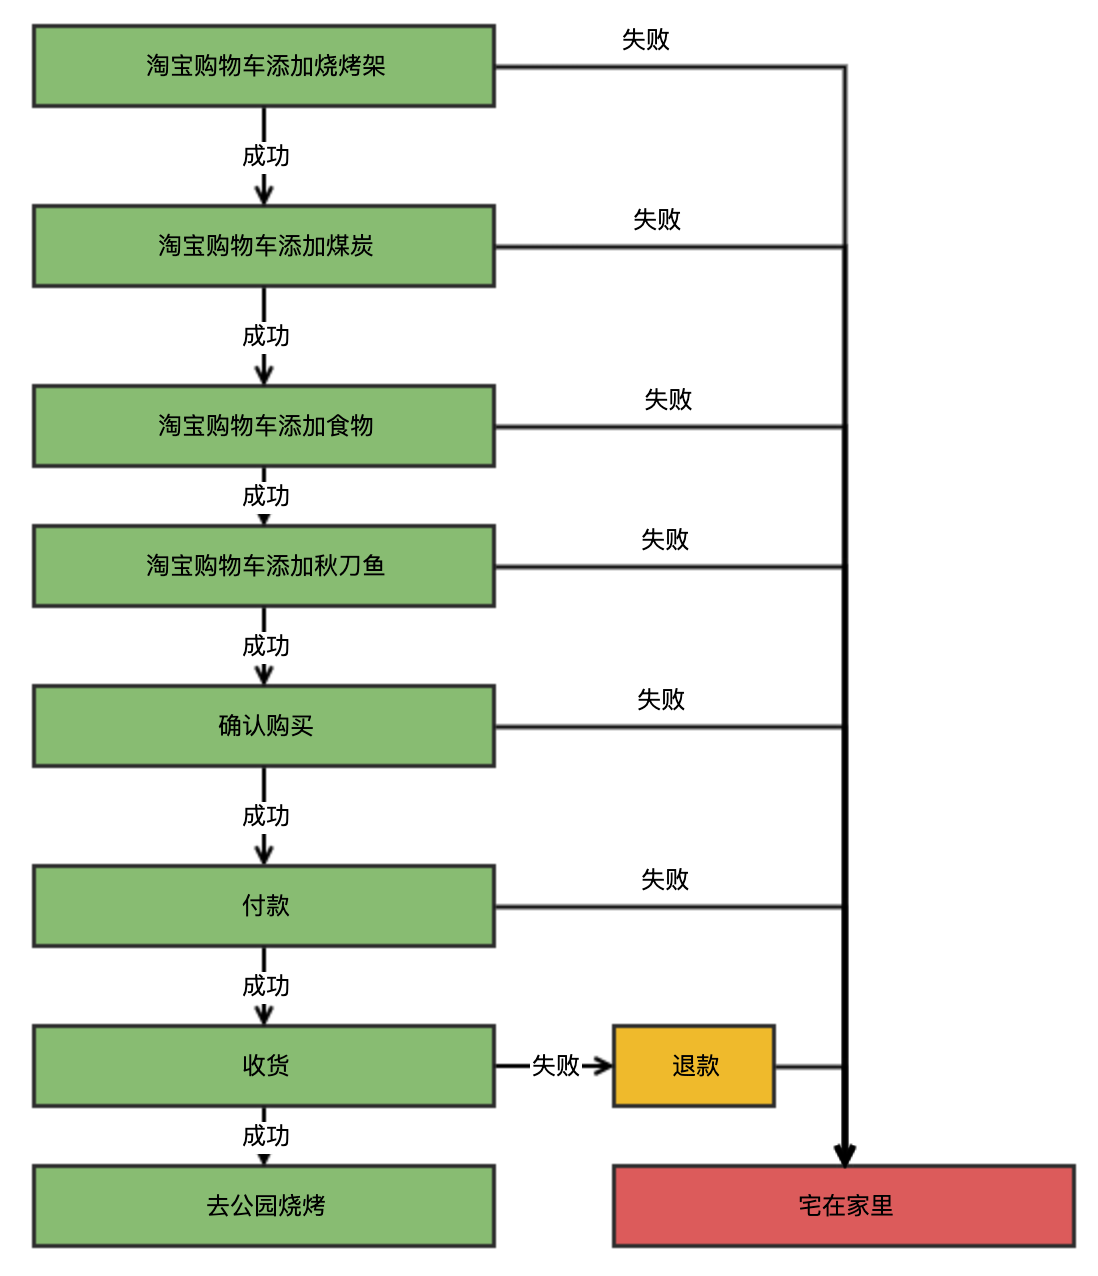 淘宝购物车添加烧烤架
失败
成功
淘宝购物车添加煤炭
失败
成功
淘宝购物车添加食物
失败
成功
淘宝购物车添加秋刀鱼
失败
成功
确认购买
失败
成功
付款
失败
成功
收货
失败
退款
成功
去公园烧烤
宅在家里